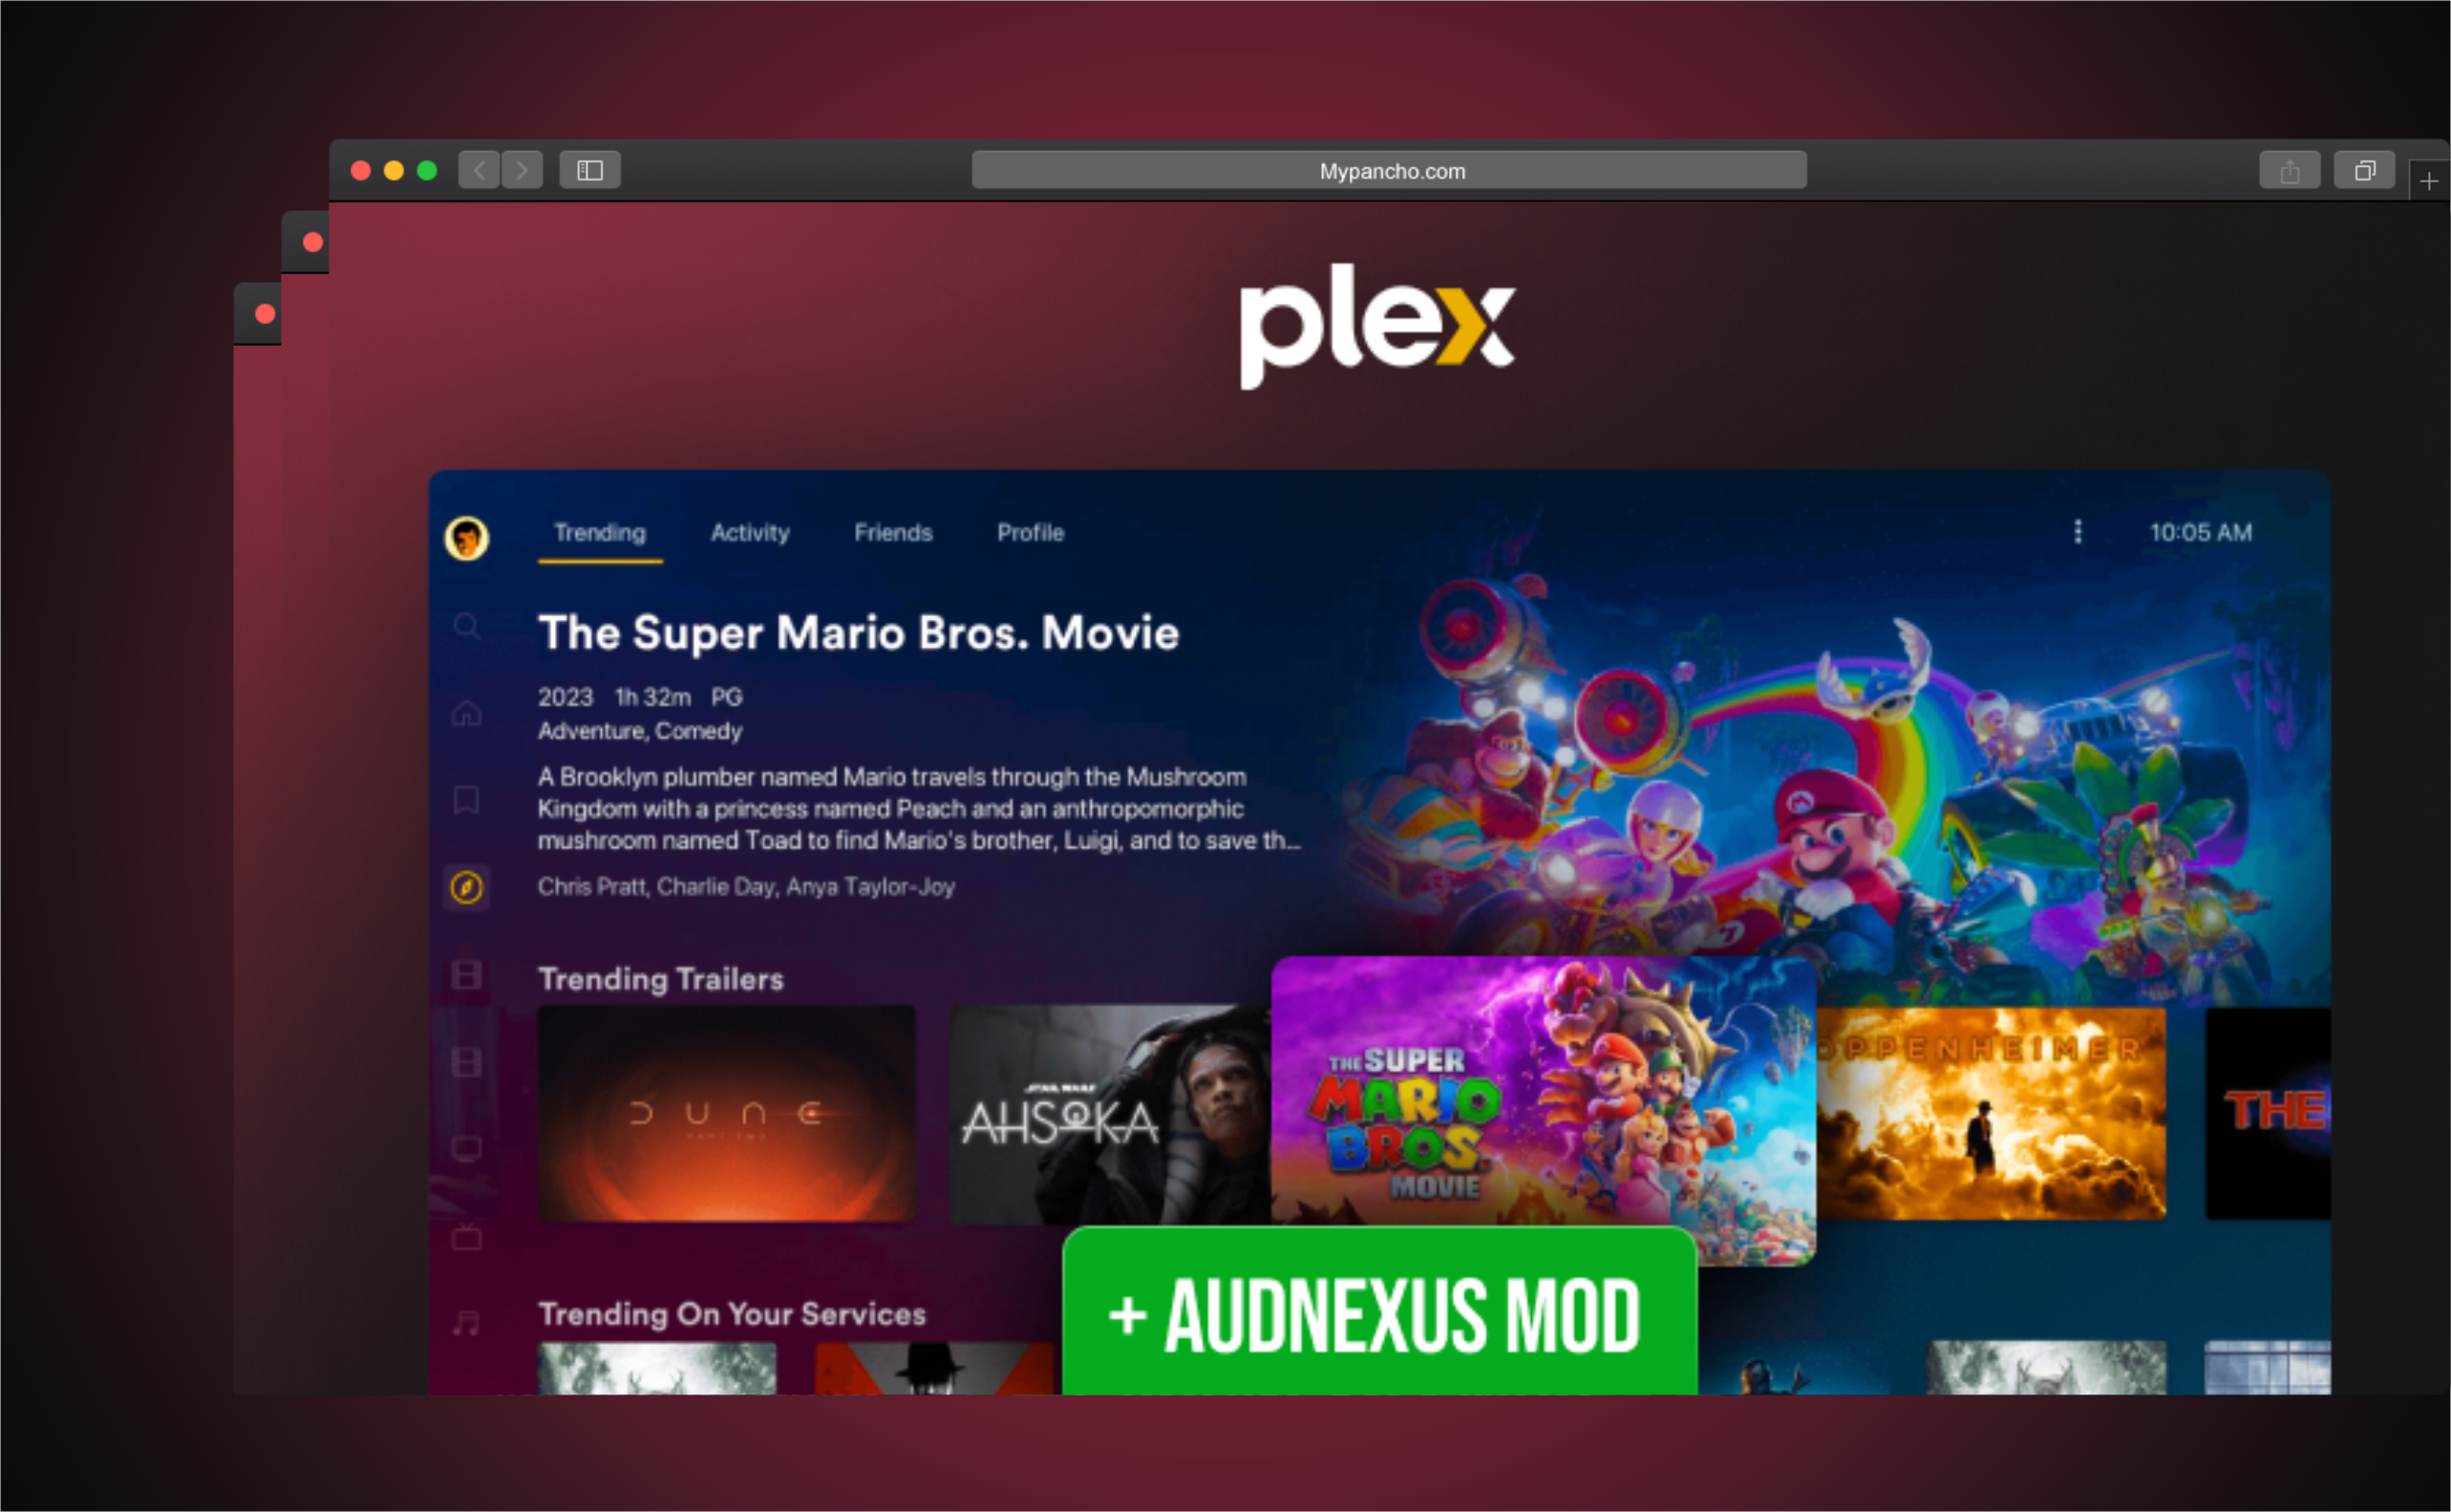 Mypancho.com
plex
Trending Activity Friends Profile
10:05 AM
The Super Mario Bros. Movie
2023 1h 32m PG
Adventure, Comedy
A Brooklyn plumber named Mario travels through the Mushroom
Kingdom with a princess named Peach and an anthropomorphic
mushroom named Toad to find Mario's brother, Luigi, and to save th...
Chris Pratt, Charlie Day, Anya Taylor-Joy
Trending Trailers
DUNE
PART TWO
STAR WARS
AHSOKA
THE SUPER
MARIO
BROS.
MOVIE
OPPENHEIMER
THE
+ AUDNEXUS MOD
Trending On Your Services